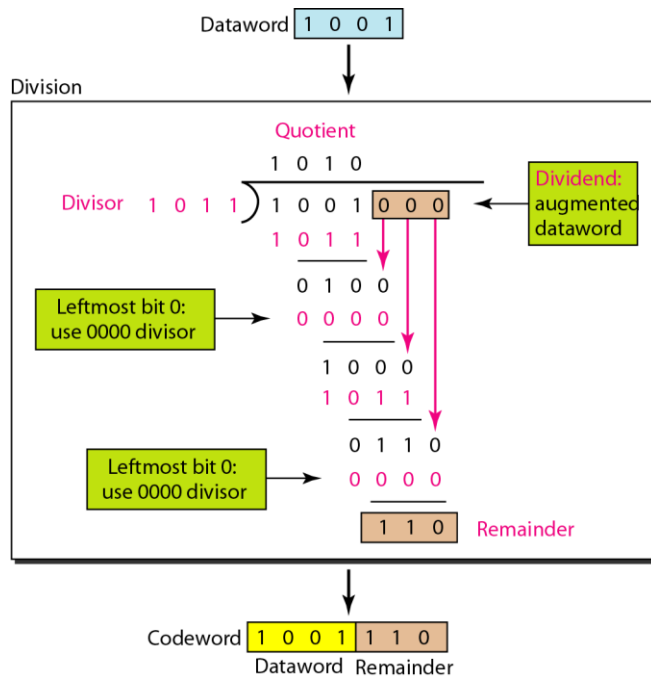 Dataword 1 0 0 1
Division
Quotient
1 0 1 0
Divisor 1 0 1 1 1 0 0 1 0 0 0
Dividend:
augmented
dataword
1 0 1 1
0 1 0 0
Leftmost bit 0:
use 0000 divisor
0 0 0 0
1 0 0 0
1 0 1 1
0 1 1 0
Leftmost bit 0:
use 0000 divisor
0 0 0 0
1 1 0 Remainder
Codeword 1 0 0 1 1 1 0
Dataword Remainder